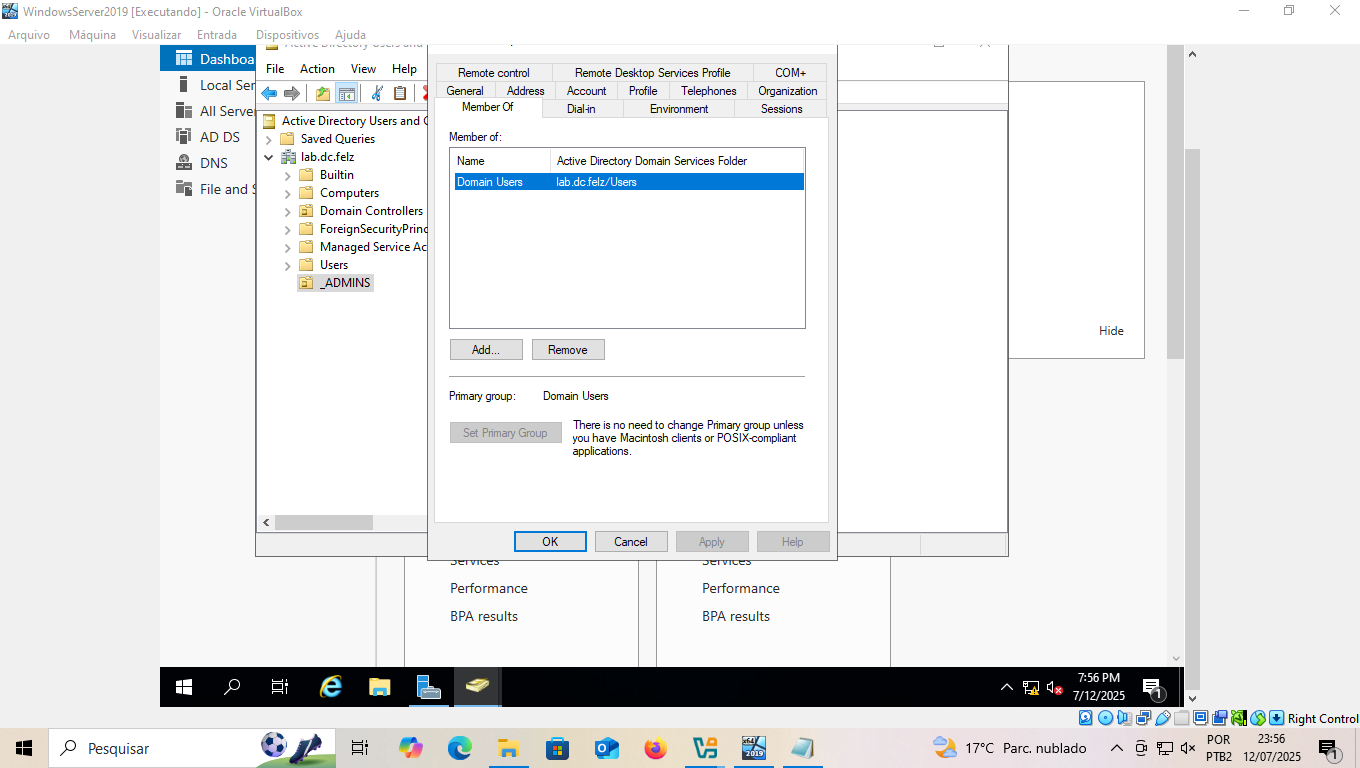 WindowsServer2019 [Executando] - Oracle VirtualBox
Arquivo Máquina Visualizar Entrada Dispositivos Ajuda
Active Directory Users and
File Action View Help
Active Directory Users and C
Saved Queries
lab.dc.felz
Builtin
Computers
Domain Controllers
ForeignSecurityPrinc
Managed Service Ac
Users
_ADMINS
Dashboa
Local Ser
All Server
AD DS
DNS
File and S
Remote control Remote Desktop Services Profile COM+
General Address Account Profile Telephones Organization
Member Of Dial-in Environment Sessions
Member of:
Name Active Directory Domain Services Folder
Domain Users lab.dc.felz/Users
Add... Remove
Primary group: Domain Users
Set Primary Group
There is no need to change Primary group unless
you have Macintosh clients or POSIX-compliant
applications.
OK Cancel Apply Help
Hide
Services
Performance
BPA results
Services
Performance
BPA results
7:56 PM
7/12/2025
1
Right Control
Pesquisar
x64
2019
17°C Parc. nublado
POR
PTB2
23:56
12/07/2025
1